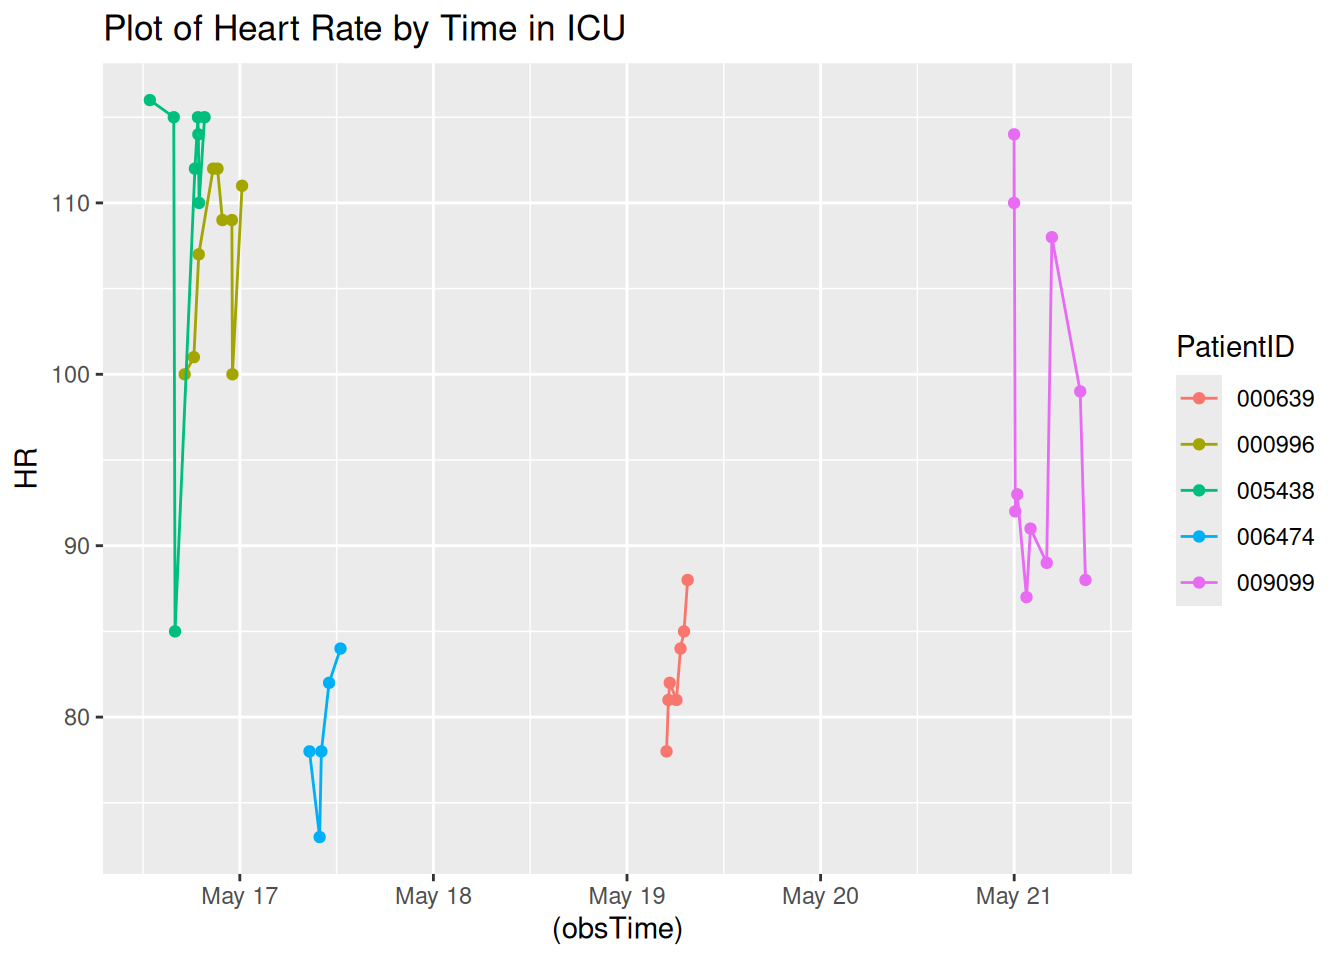 Plot of Heart Rate by Time in ICU
HR
110
100
90
80
May 17
May 18
May 19
May 20
May 21
(obsTime)
PatientID
000639
000996
005438
006474
009099